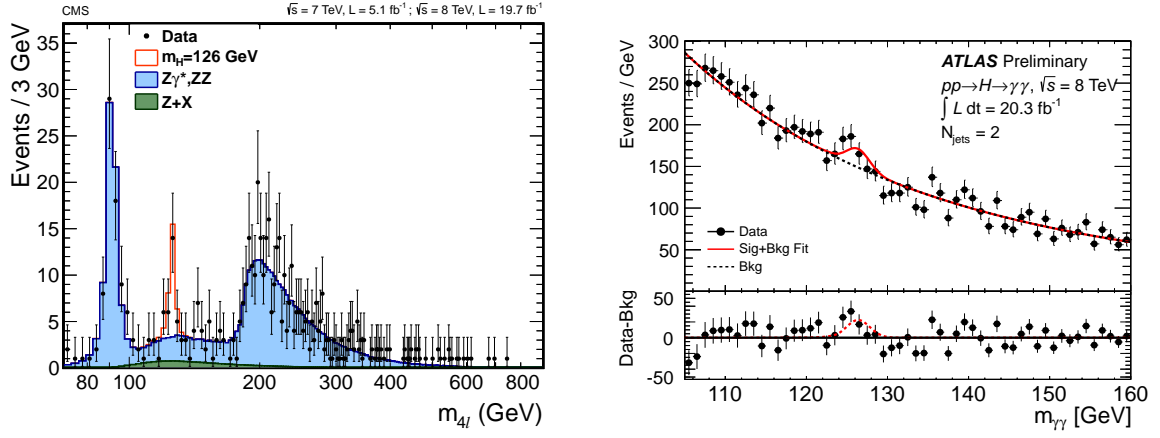 CMS
√s = 7 TeV, L = 5.1 fb⁻¹ ; √s = 8 TeV, L = 19.7 fb⁻¹
Events / 3 GeV
35
30
25
20
15
10
5
0
Data
m_H=126 GeV
Zγ*,ZZ
Z+X
80 100 200 300 400 600 800
m_4l (GeV)
Events / GeV
300
250
200
150
100
50
ATLAS Preliminary
pp→H→γγ, √s = 8 TeV
∫ L dt = 20.3 fb⁻¹
N_jets = 2
Data
Sig+Bkg Fit
Bkg
Data-Bkg
50
0
-50
110 120 130 140 150 160
m_γγ [GeV]